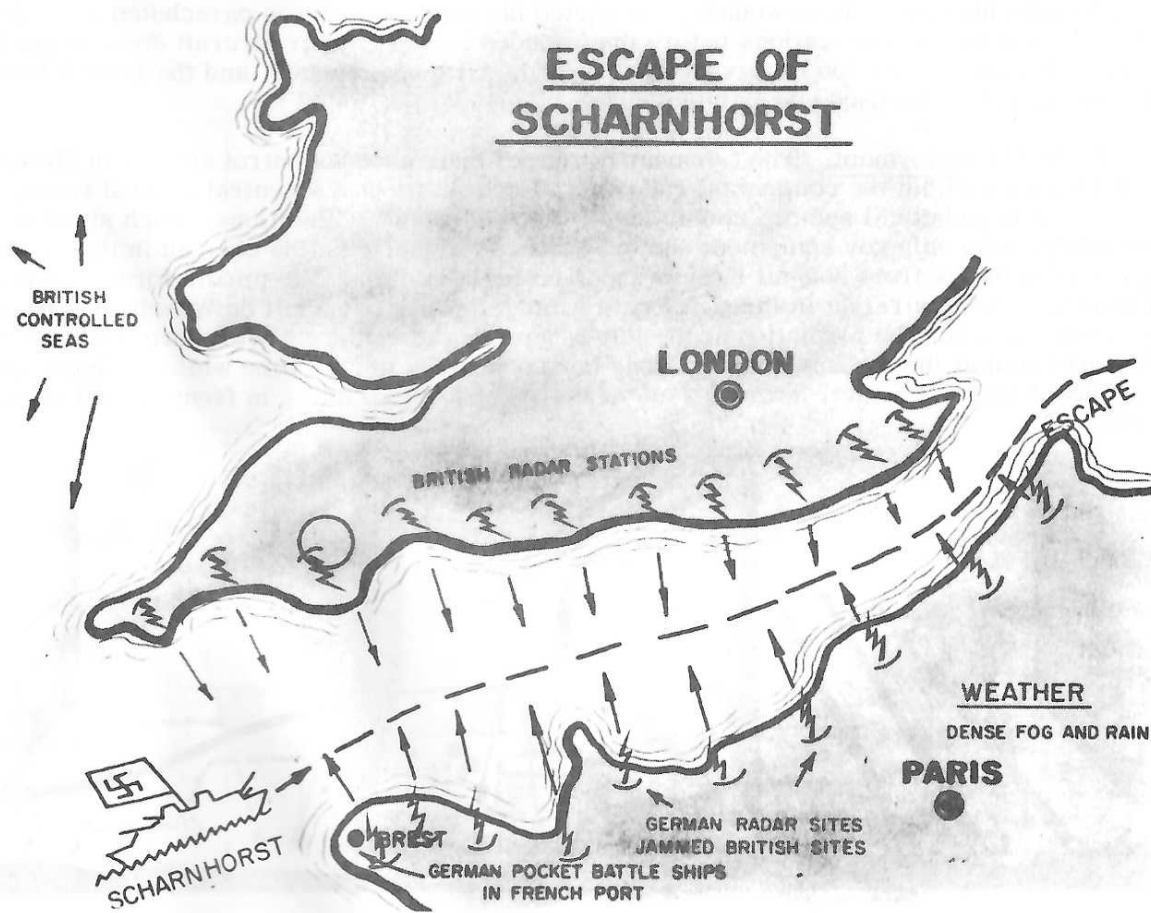 ESCAPE OF
SCHARNHORST
BRITISH
CONTROLLED
SEAS
LONDON
ESCAPE
BRITISH RADAR STATIONS
WEATHER
DENSE FOG AND RAIN
PARIS
GERMAN RADAR SITES
JAMMED BRITISH SITES
BREST
GERMAN POCKET BATTLE SHIPS
IN FRENCH PORT
SCHARNHORST